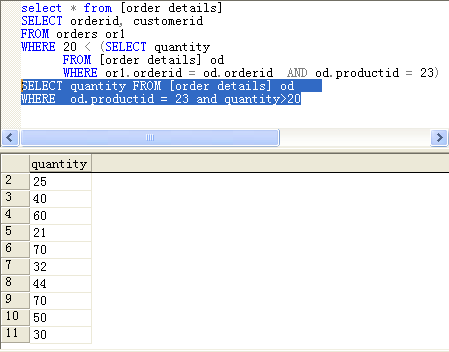 select * from [order details]
SELECT orderid, customerid
FROM orders or1
WHERE 20 < (SELECT quantity
FROM [order details] od
WHERE or1.orderid = od.orderid AND od.productid = 23)
SELECT quantity FROM [order details] od
WHERE od.productid = 23 and quantity>20
quantity
2 25
3 40
4 60
5 21
6 70
7 32
8 44
9 70
10 50
11 30